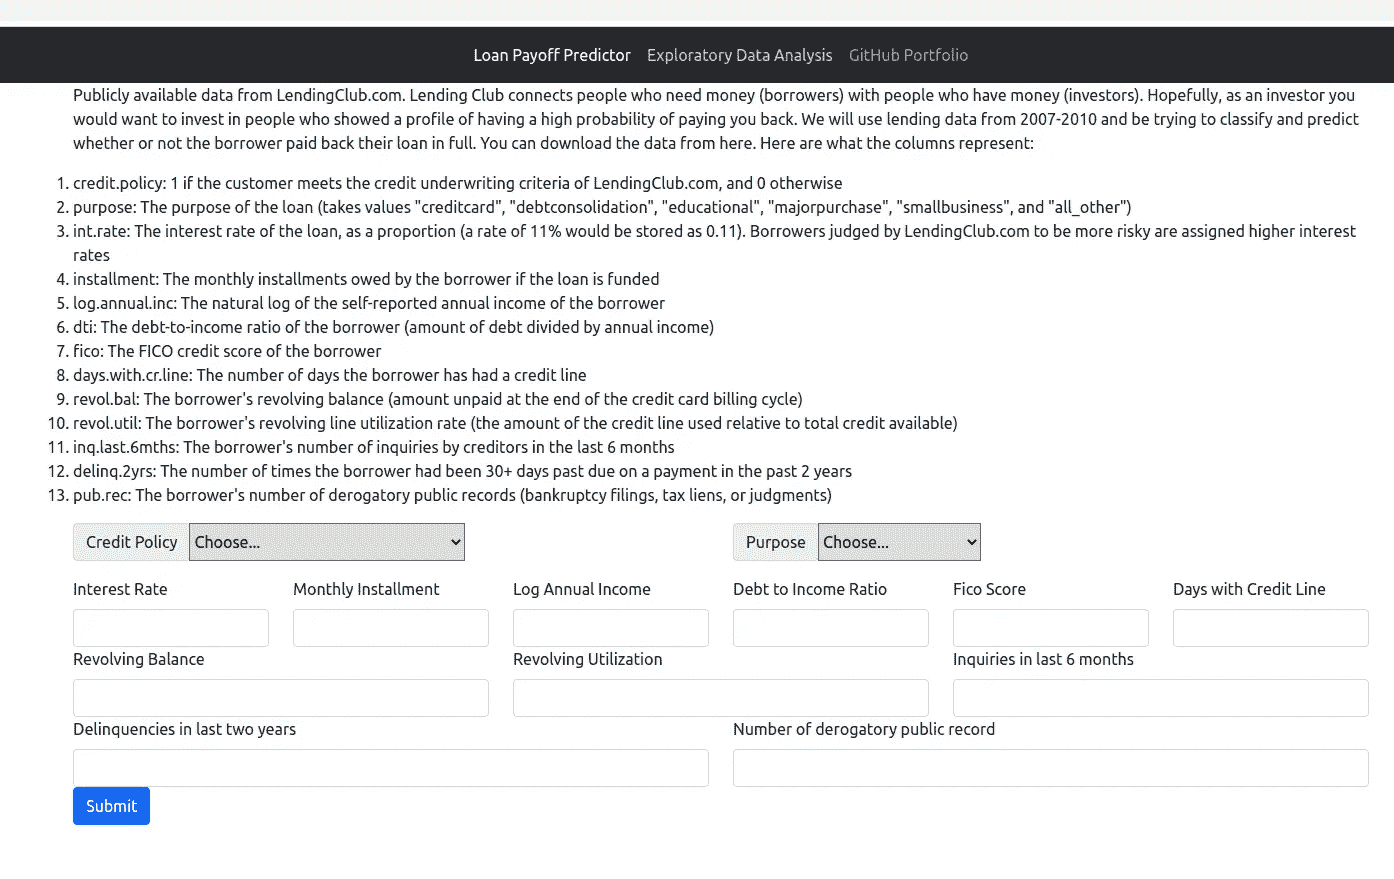 Loan Payoff Predictor Exploratory Data Analysis GitHub Portfolio
Publicly available data from LendingClub.com. Lending Club connects people who need money (borrowers) with people who have money (investors). Hopefully, as an investor you
would want to invest in people who showed a profile of having a high probability of paying you back. We will use lending data from 2007-2010 and be trying to classify and predict
whether or not the borrower paid back their loan in full. You can download the data from here. Here are what the columns represent:
1. credit.policy: 1 if the customer meets the credit underwriting criteria of LendingClub.com, and 0 otherwise
2. purpose: The purpose of the loan (takes values "creditcard", "debtconsolidation", "educational", "majorpurchase", "smallbusiness", and "all_other")
3. int.rate: The interest rate of the loan, as a proportion (a rate of 11% would be stored as 0.11). Borrowers judged by LendingClub.com to be more risky are assigned higher interest
rates
4. installment: The monthly installments owed by the borrower if the loan is funded
5. log.annual.inc: The natural log of the self-reported annual income of the borrower
6. dti: The debt-to-income ratio of the borrower (amount of debt divided by annual income)
7. fico: The FICO credit score of the borrower
8. days.with.cr.line: The number of days the borrower has had a credit line
9. revol.bal: The borrower's revolving balance (amount unpaid at the end of the credit card billing cycle)
10. revol.util: The borrower's revolving line utilization rate (the amount of the credit line used relative to total credit available)
11. inq.last.6mths: The borrower's number of inquiries by creditors in the last 6 months
12. delinq.2yrs: The number of times the borrower had been 30+ days past due on a payment in the past 2 years
13. pub.rec: The borrower's number of derogatory public records (bankruptcy filings, tax liens, or judgments)
Credit Policy Choose... Purpose Choose...
Interest Rate Monthly Installment Log Annual Income Debt to Income Ratio Fico Score Days with Credit Line
Revolving Balance Revolving Utilization Inquiries in last 6 months
Delinquencies in last two years Number of derogatory public record
Submit